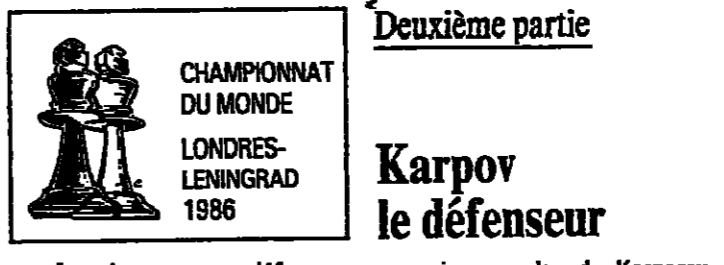 CHAMPIONNAT
DU MONDE
LONDRES-
LENINGRAD
1986
Deuxième partie
Karpov
le défenseur